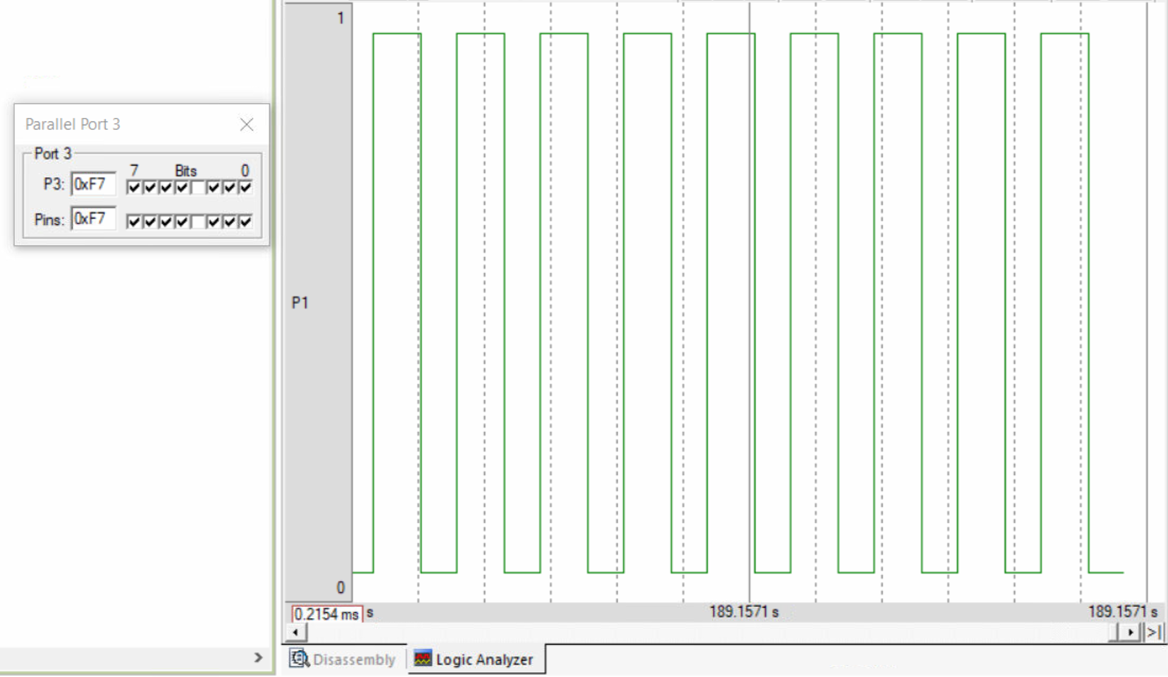 Parallel Port 3
Port 3
7 Bits 0
P3: 0xF7
Pins: 0xF7
1
P1
0
0.2154 ms s 189.1571 s 189.1571 s
Disassembly Logic Analyzer